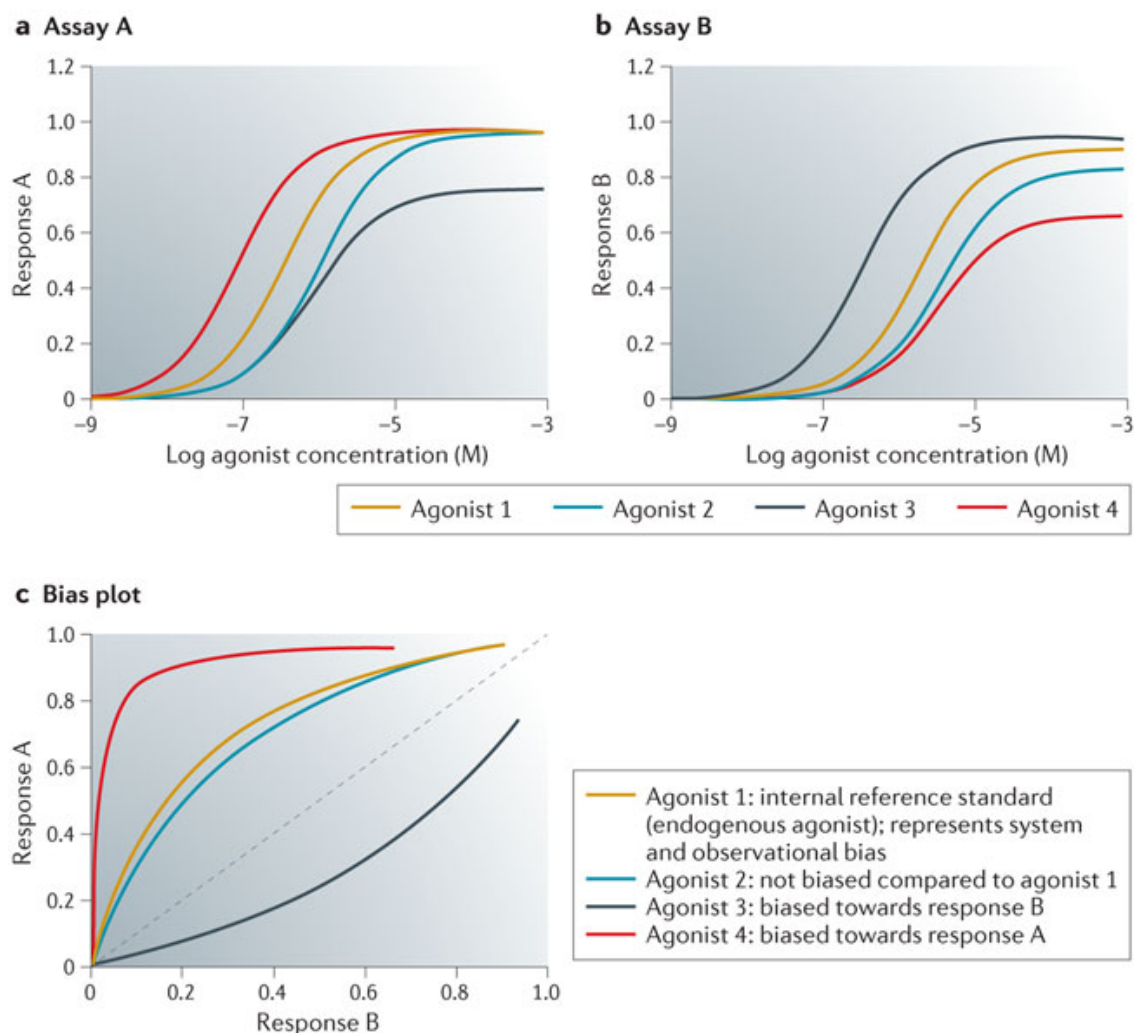 a Assay A
1.2
1.0
0.8
0.6
0.4
0.2
0
Response A
−9
−7
−5
−3
Log agonist concentration (M)
b Assay B
1.2
1.0
0.8
0.6
0.4
0.2
0
Response B
−9
−7
−5
−3
Log agonist concentration (M)
Agonist 1
Agonist 2
Agonist 3
Agonist 4
c Bias plot
1.0
0.8
0.6
0.4
0.2
0
Response A
0
0.2
0.4
0.6
0.8
1.0
Response B
Agonist 1: internal reference standard
(endogenous agonist); represents system
and observational bias
Agonist 2: not biased compared to agonist 1
Agonist 3: biased towards response B
Agonist 4: biased towards response A